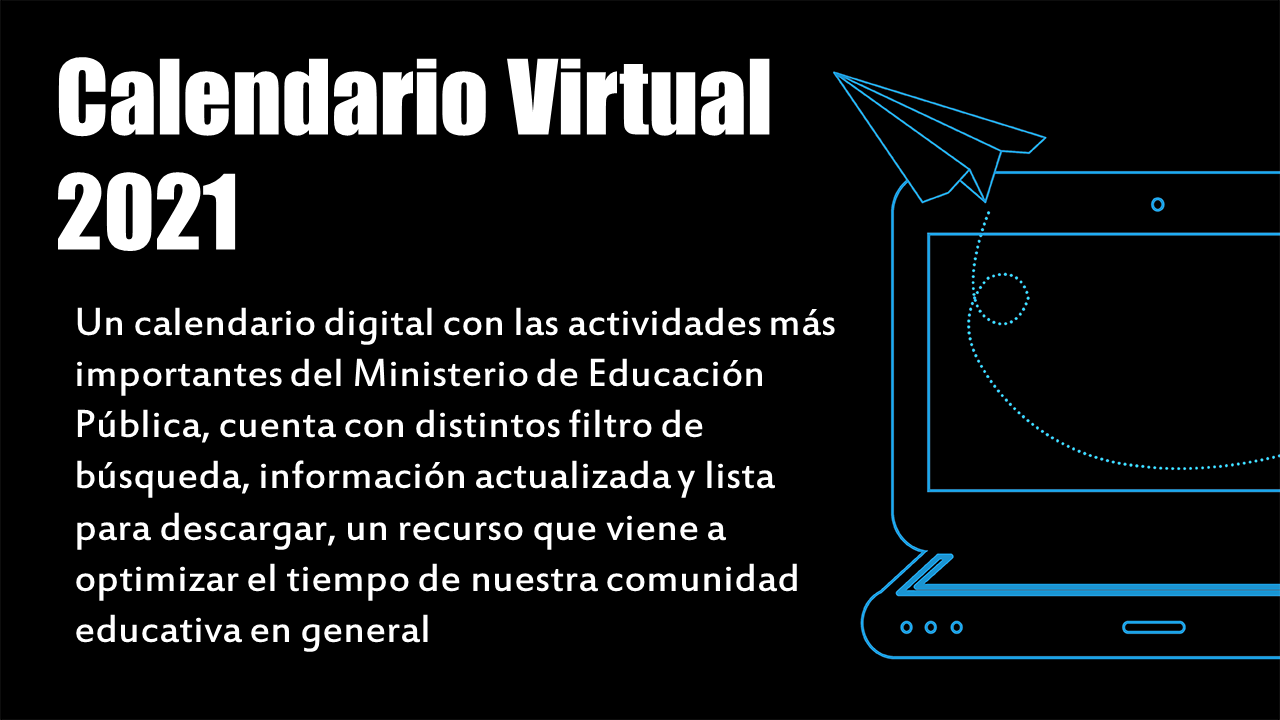 Calendario Virtual
2021
Un calendario digital con las actividades más
importantes del Ministerio de Educación
Pública, cuenta con distintos filtro de
búsqueda, información actualizada y lista
para descargar, un recurso que viene a
optimizar el tiempo de nuestra comunidad
educativa en general